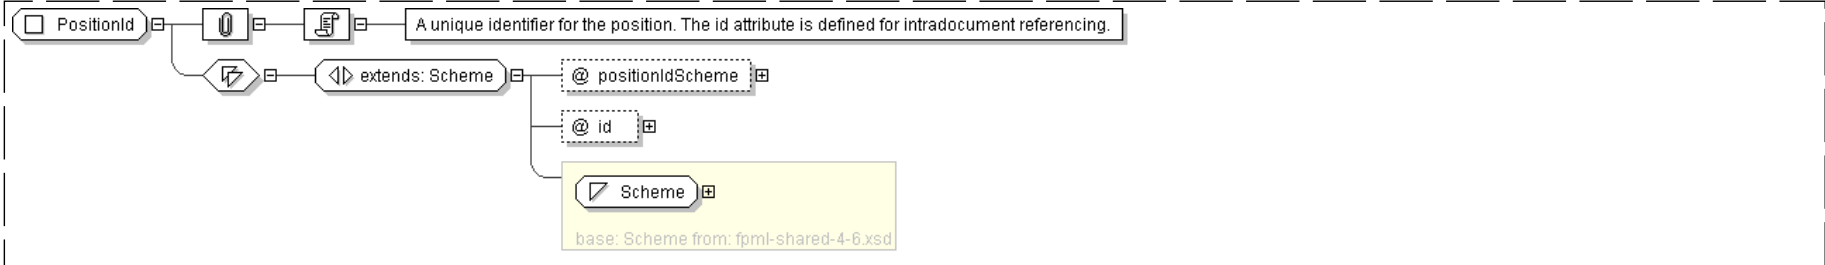 PositionId
A unique identifier for the position. The id attribute is defined for intradocument referencing.
extends: Scheme
@ positionIdScheme
@ id
Scheme
base: Scheme from: fpml-shared-4-6.xsd